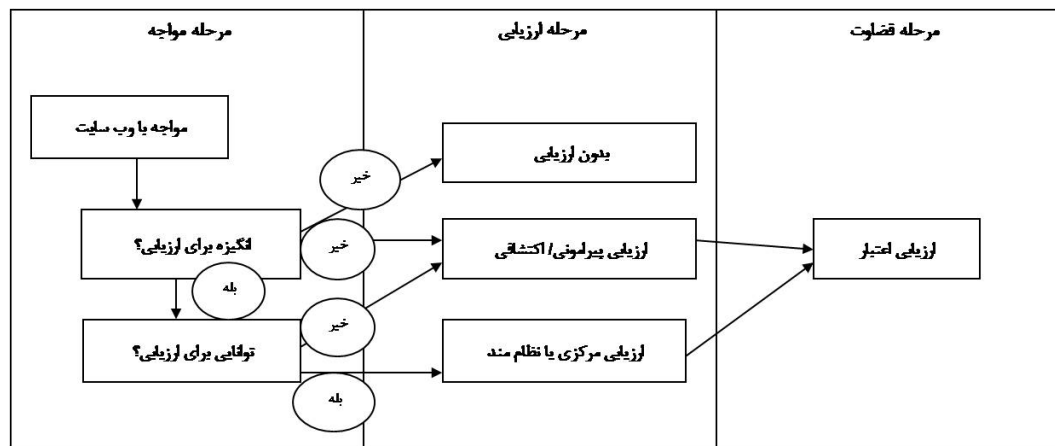 مرحله مواجه
مرحله ارزیابی
مرحله قضاوت
مواجه با وب سایت
بدون ارزیابی
خیر
انگیزه برای ارزیابی؟
خیر
ارزیابی پیرامونی/ اکتشافی
ارزیابی اعتبار
بله
خیر
توانایی برای ارزیابی؟
ارزیابی مرکزی یا نظام مند
بله